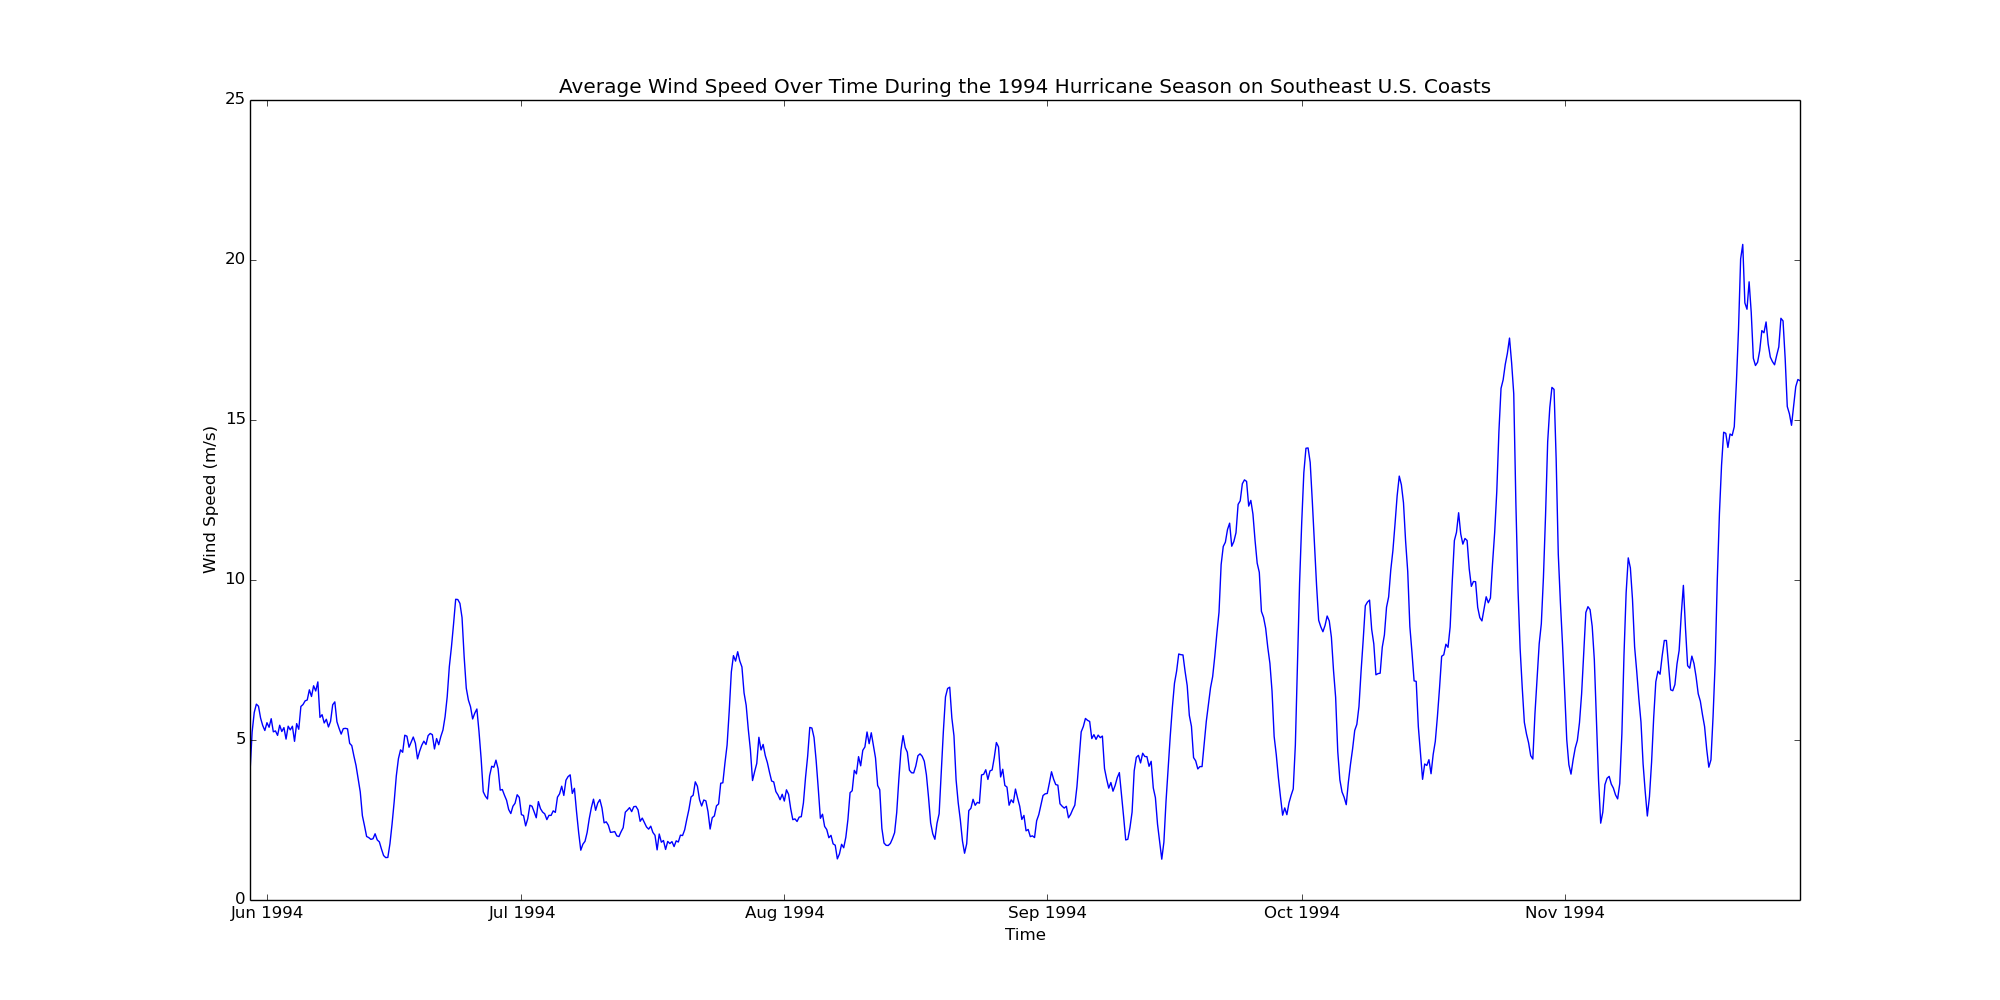 Average Wind Speed Over Time During the 1994 Hurricane Season on Southeast U.S. Coasts
25
20
15
10
5
0
Wind Speed (m/s)
Jun 1994 Jul 1994 Aug 1994 Sep 1994 Oct 1994 Nov 1994
Time